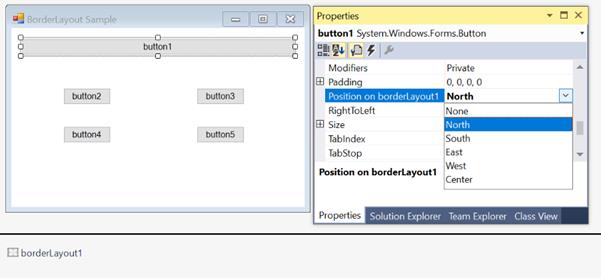 BorderLayout Sample
button1
button2 button3
button4 button5
Properties
button1 System.Windows.Forms.Button
Modifiers Private
Padding 0, 0, 0, 0
Position on borderLayout1 North
RightToLeft None
Size North
TabIndex South
TabStop East
West
Center
Position on borderLayout1
Properties Solution Explorer Team Explorer Class View
borderLayout1